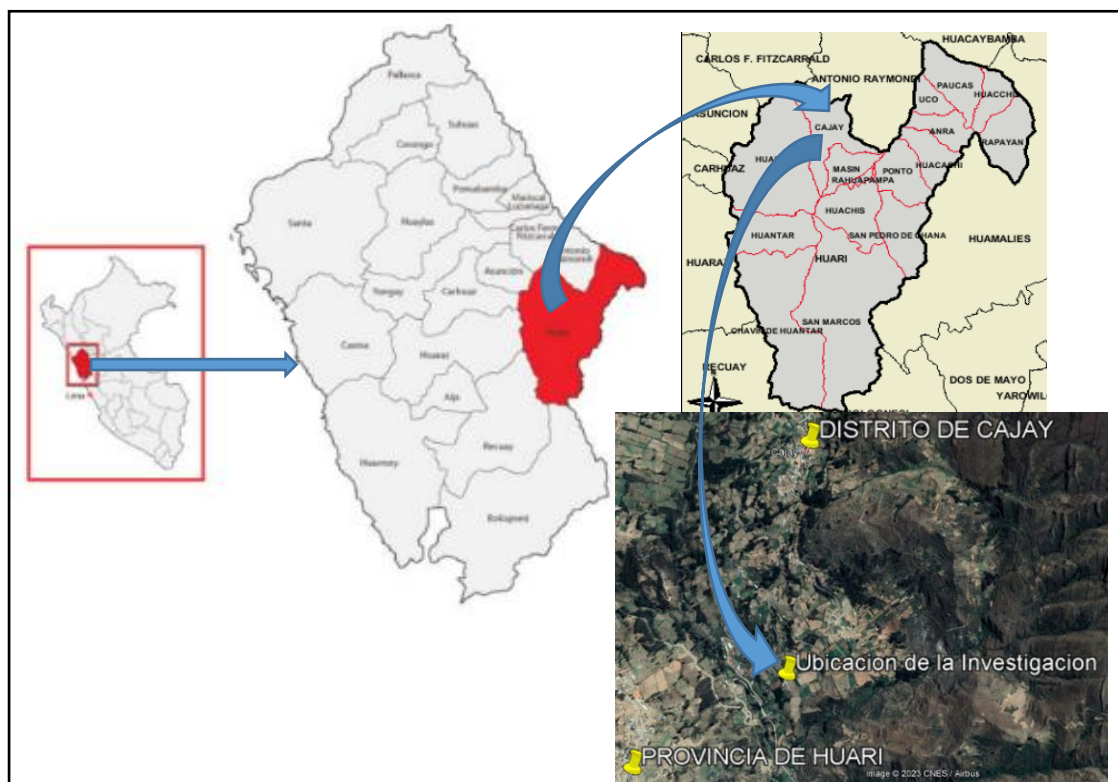 Pallasca
Corongo
Sihuas
Pomabamba
Mariscal
Luzuriaga
Santa
Huaylas
Carlos Fermín
Fitzcarrald
Antonio
Raimondi
Asunción
Yungay
Carhuaz
Huari
Casma
Huaraz
Aija
Recuay
Huarmey
Bolognesi
Lima
HUACAYBAMBA
CARLOS F. FITZCARRALD
ANTONIO RAYMONDI
ASUNCION
PAUCAS
HUACCHIS
UCO
CAJAY
ANRA
RAPAYAN
CARHUAZ
MASIN
RAHUAPAMPA
PONTO
HUACACHI
HUACHIS
HUANTAR
SAN PEDRO DE CHANA
HUAMALIES
HUARI
SAN MARCOS
CHAVIN DE HUANTAR
RECUAY
DOS DE MAYO
DISTRITO DE CAJAY
Cajay
Ubicacion de la Investigacion
PROVINCIA DE HUARI
Image © 2023 CNES / Airbus